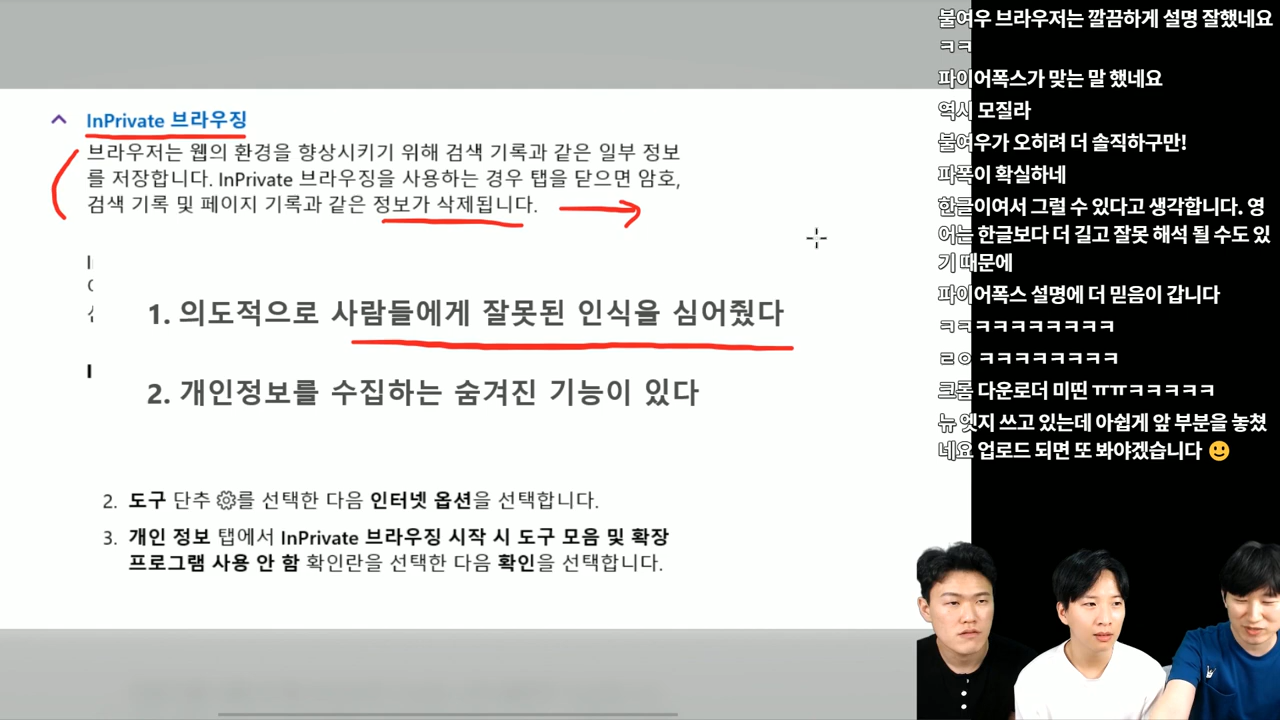 InPrivate 브라우징
브라우저는 웹의 환경을 향상시키기 위해 검색 기록과 같은 일부 정보
를 저장합니다. InPrivate 브라우징을 사용하는 경우 탭을 닫으면 암호,
검색 기록 및 페이지 기록과 같은 정보가 삭제됩니다.
1. 의도적으로 사람들에게 잘못된 인식을 심어줬다
2. 개인정보를 수집하는 숨겨진 기능이 있다
2. 도구 단추 를 선택한 다음 인터넷 옵션을 선택합니다.
3. 개인 정보 탭에서 InPrivate 브라우징 시작 시 도구 모음 및 확장
프로그램 사용 안 함 확인란을 선택한 다음 확인을 선택합니다.
불여우 브라우저는 깔끔하게 설명 잘했네요
ㅋㅋ
파이어폭스가 맞는 말 했네요
역시 모질라
불여우가 오히려 더 솔직하구만!
파폭이 확실하네
한글이여서 그럴 수 있다고 생각합니다. 영
어는 한글보다 더 길고 잘못 해석 될 수도 있
기 때문에
파이어폭스 설명에 더 믿음이 갑니다
ㅋㅋㅋㅋㅋㅋㅋㅋㅋㅋ
ㄹㅇ ㅋㅋㅋㅋㅋㅋㅋㅋ
크롬 다운로더 미띤 ㅠㅠㅋㅋㅋㅋㅋ
뉴 엣지 쓰고 있는데 아쉽게 앞 부분을 놓쳤
네요 업로드 되면 또 봐야겠습니다 🙂